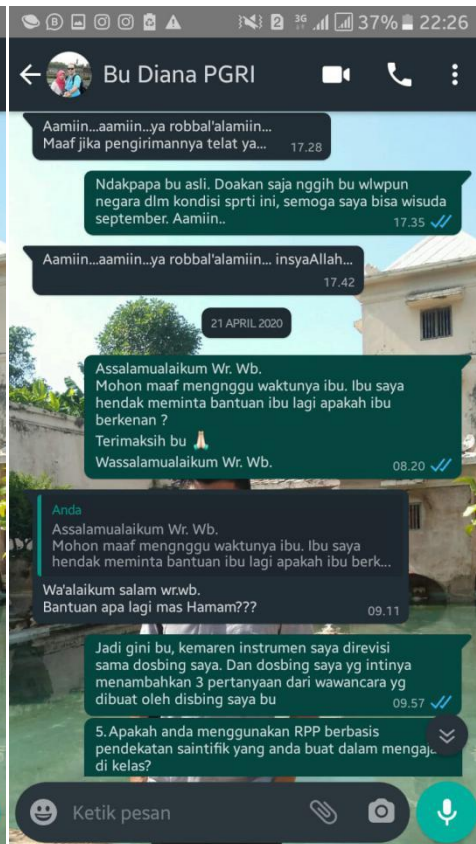 3G
37%
22:26
Bu Diana PGRI
Aamiin...aamiin...ya robbal'alamiin...
Maaf jika pengirimannya telat ya...
17.28
Ndakpapa bu asli. Doakan saja nggih bu wlwpun
negara dlm kondisi sprti ini, semoga saya bisa wisuda
september. Aamiin..
17.35
Aamiin...aamiin...ya robbal'alamiin... insyaAllah...
17.42
21 APRIL 2020
Assalamualaikum Wr. Wb.
Mohon maaf mengnggu waktunya ibu. Ibu saya
hendak meminta bantuan ibu lagi apakah ibu
berkenan ?
Terimaksih bu 🙏🏻
Wassalamualaikum Wr. Wb.
08.20
Anda
Assalamualaikum Wr. Wb.
Mohon maaf mengnggu waktunya ibu. Ibu saya
hendak meminta bantuan ibu lagi apakah ibu berk...
Wa'alaikum salam wr.wb.
Bantuan apa lagi mas Hamam???
09.11
Jadi gini bu, kemaren instrumen saya direvisi
sama dosbing saya. Dan dosbing saya yg intinya
menambahkan 3 pertanyaan dari wawancara yg
dibuat oleh disbing saya bu
09.57
5. Apakah anda menggunakan RPP berbasis
pendekatan saintifik yang anda buat dalam mengaja
di kelas?
Ketik pesan